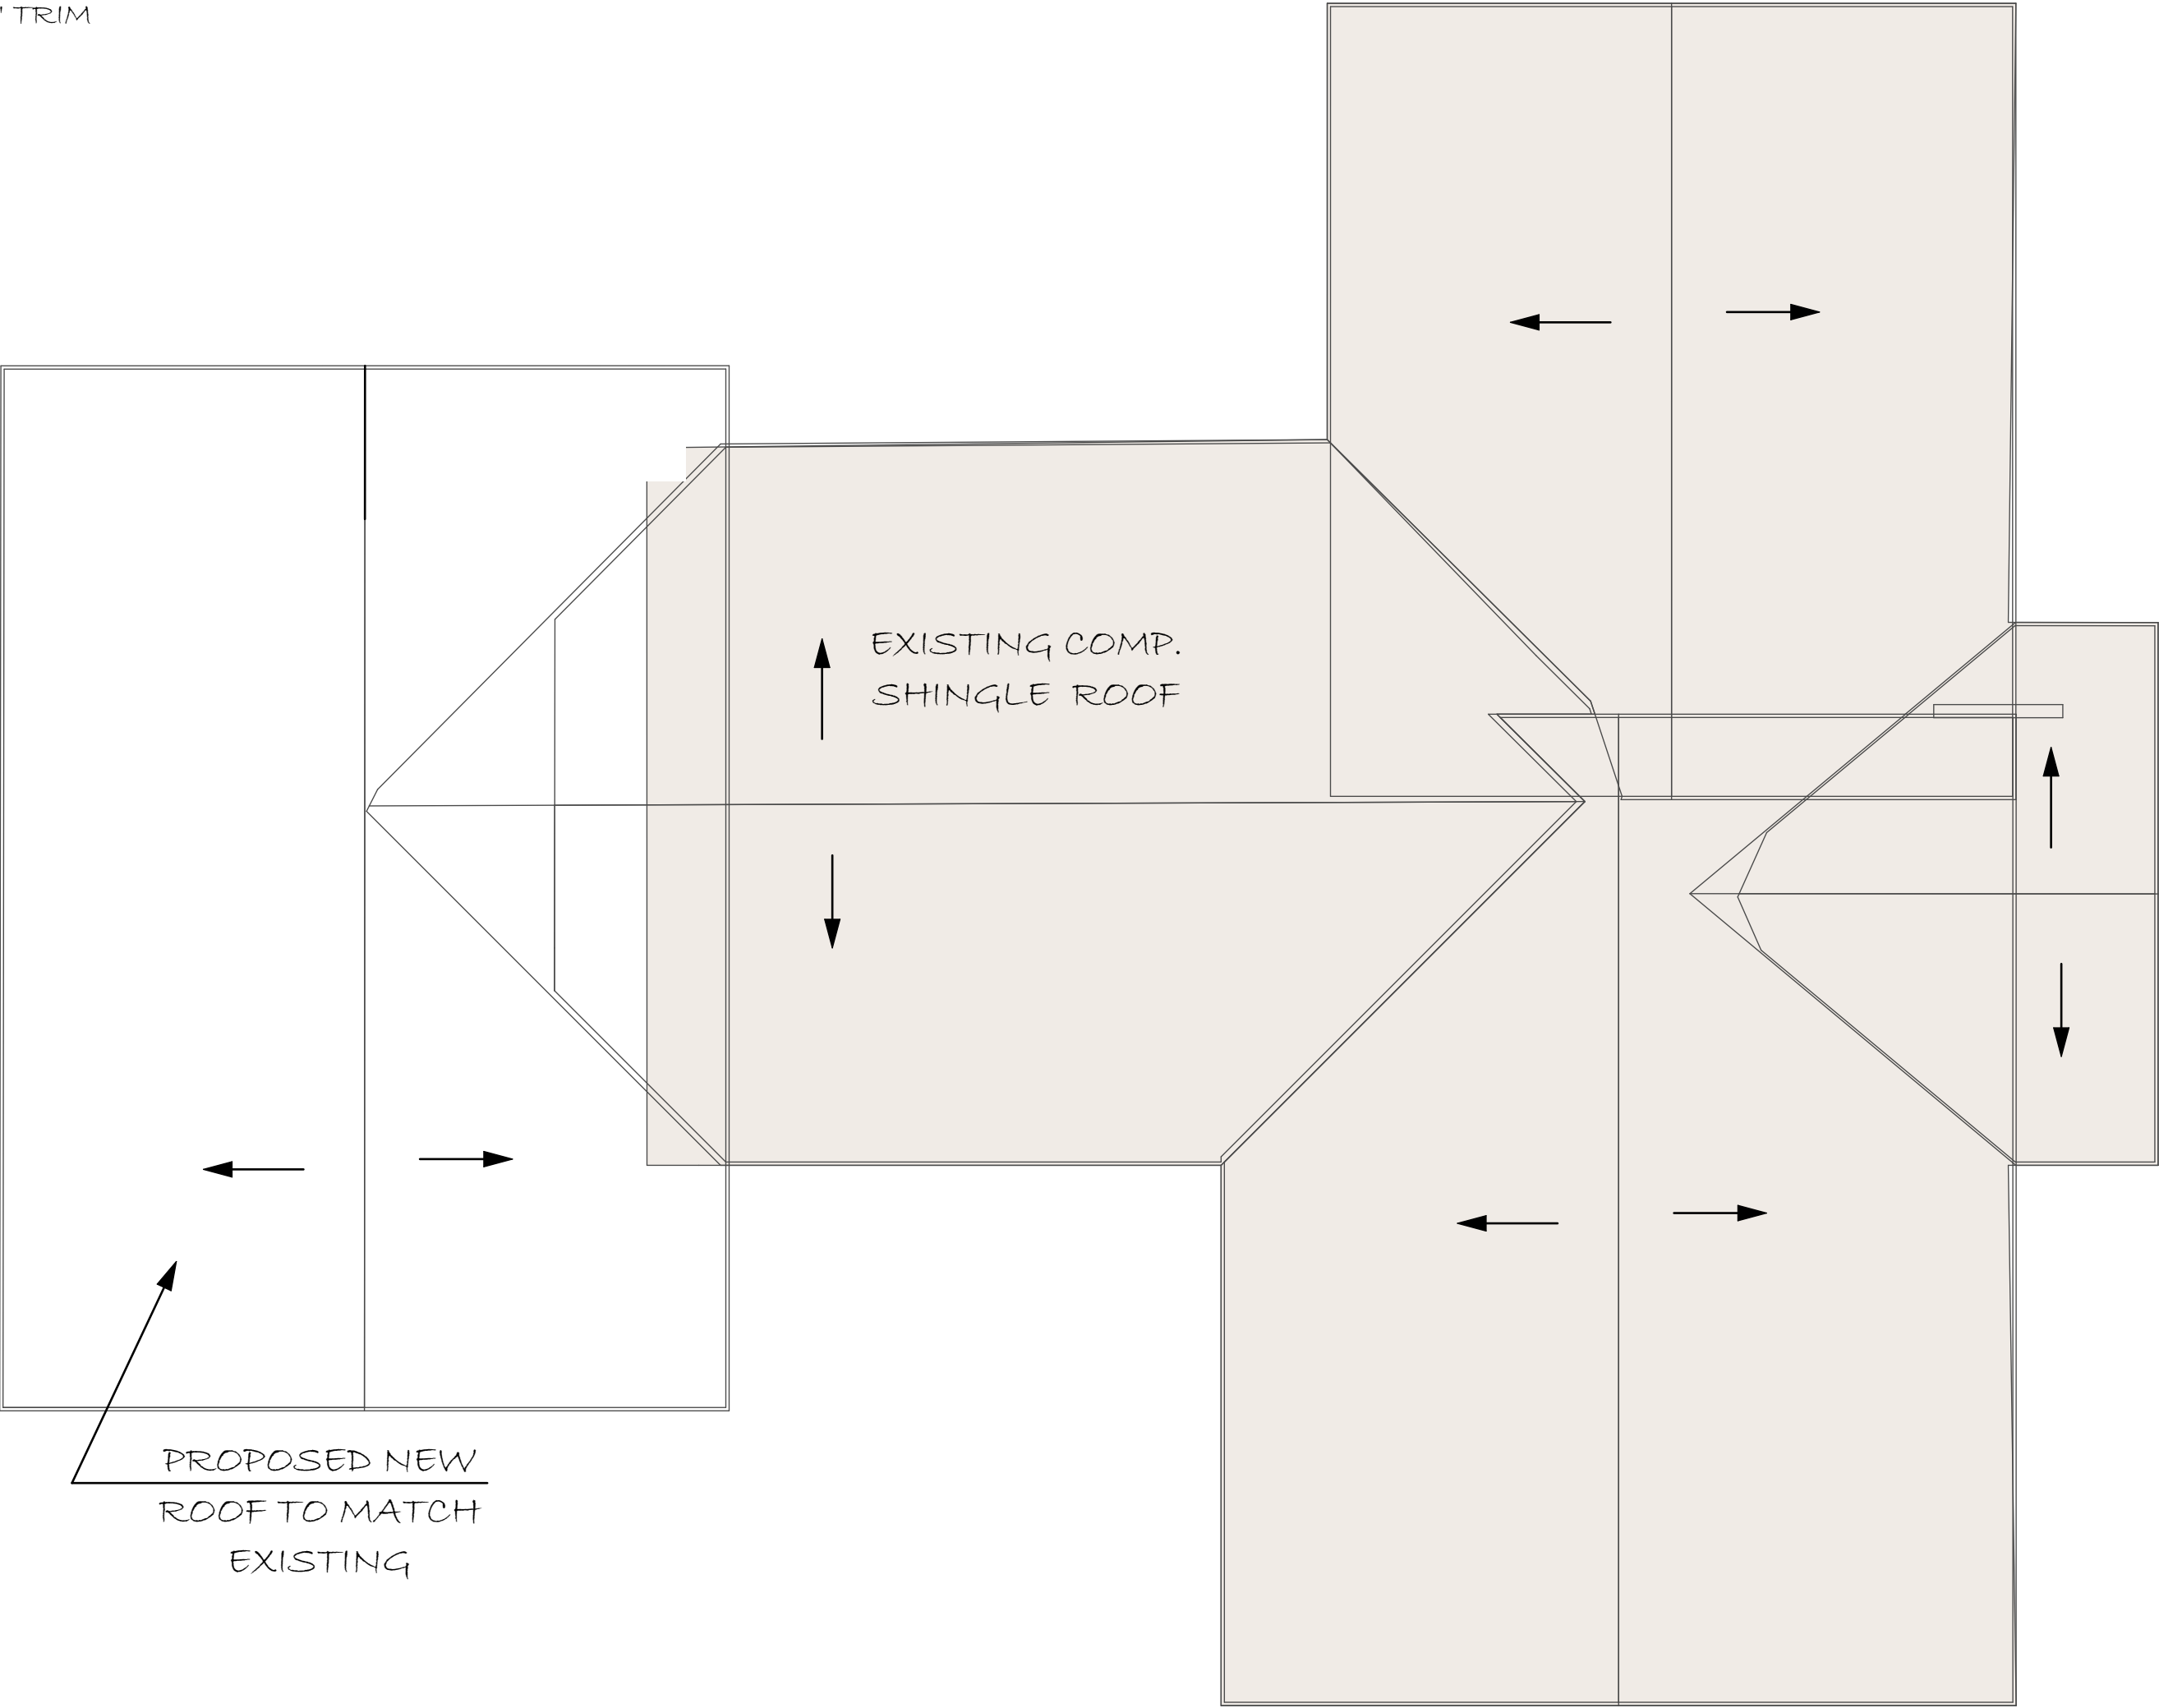 ' TRIM
EXISTING COMP.
SHINGLE ROOF
PROPOSED NEW
ROOF TO MATCH
EXISTING